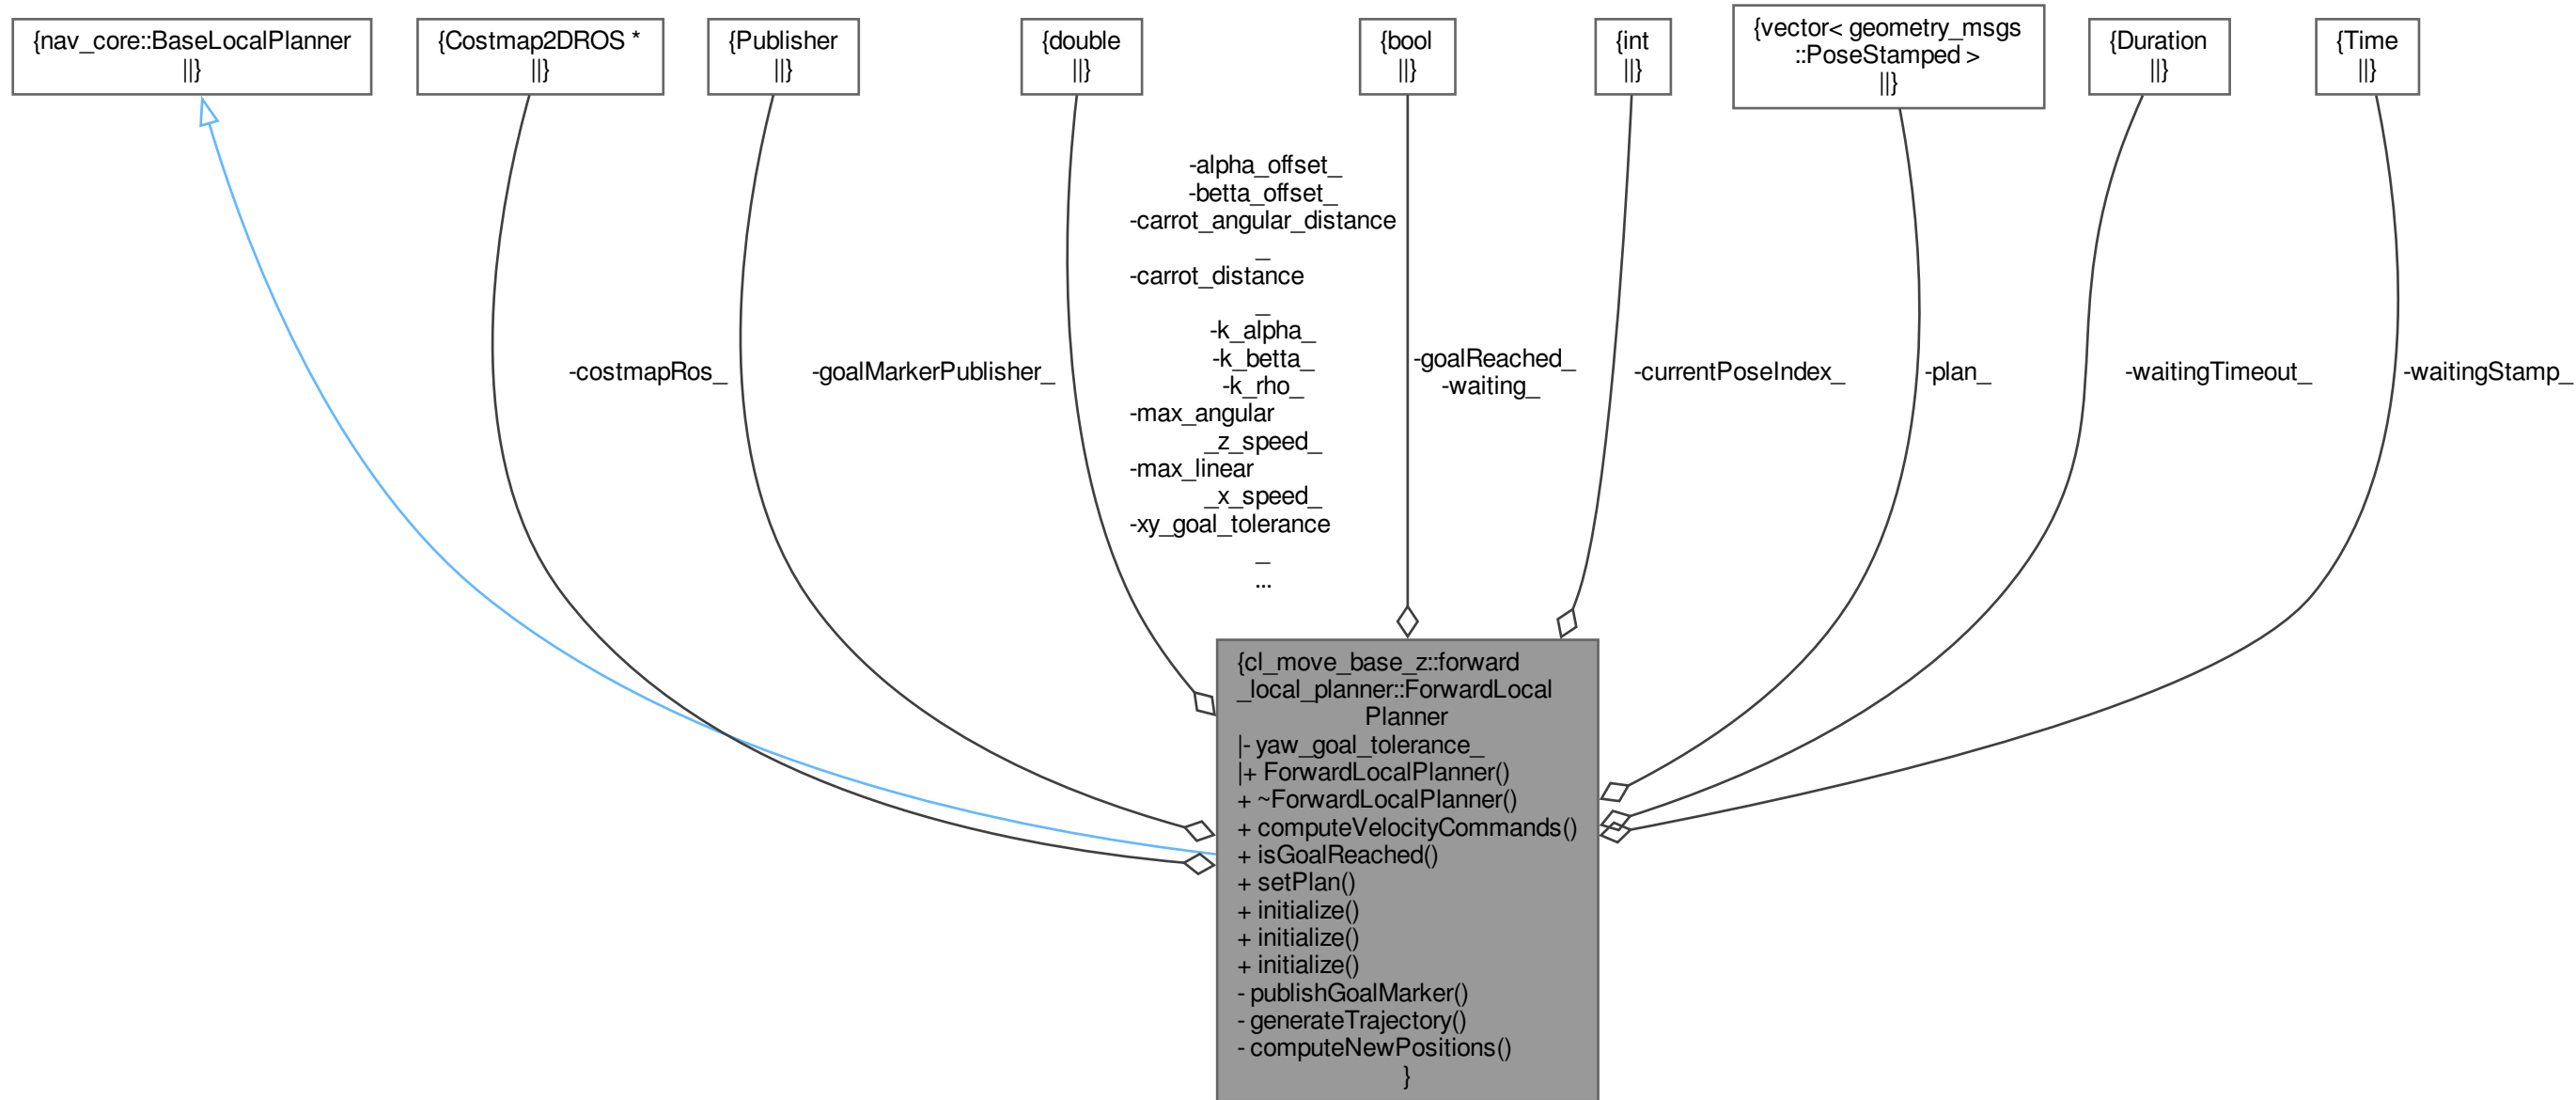 {nav_core::BaseLocalPlanner
||}
{Costmap2DROS *
||}
{Publisher
||}
{double
||}
{bool
||}
{int
||}
{vector< geometry_msgs
::PoseStamped >
||}
{Duration
||}
{Time
||}
-alpha_offset_
-betta_offset_
-carrot_angular_distance
_
-carrot_distance
_
-k_alpha_
-k_betta_
-k_rho_
-max_angular
_z_speed_
-max_linear
_x_speed_
-xy_goal_tolerance
_
...
-costmapRos_
-goalMarkerPublisher_
-goalReached_
-waiting_
-currentPoseIndex_
-plan_
-waitingTimeout_
-waitingStamp_
{cl_move_base_z::forward
_local_planner::ForwardLocal
Planner
|- yaw_goal_tolerance_
|+ ForwardLocalPlanner()
+ ~ForwardLocalPlanner()
+ computeVelocityCommands()
+ isGoalReached()
+ setPlan()
+ initialize()
+ initialize()
+ initialize()
- publishGoalMarker()
- generateTrajectory()
- computeNewPositions()
}